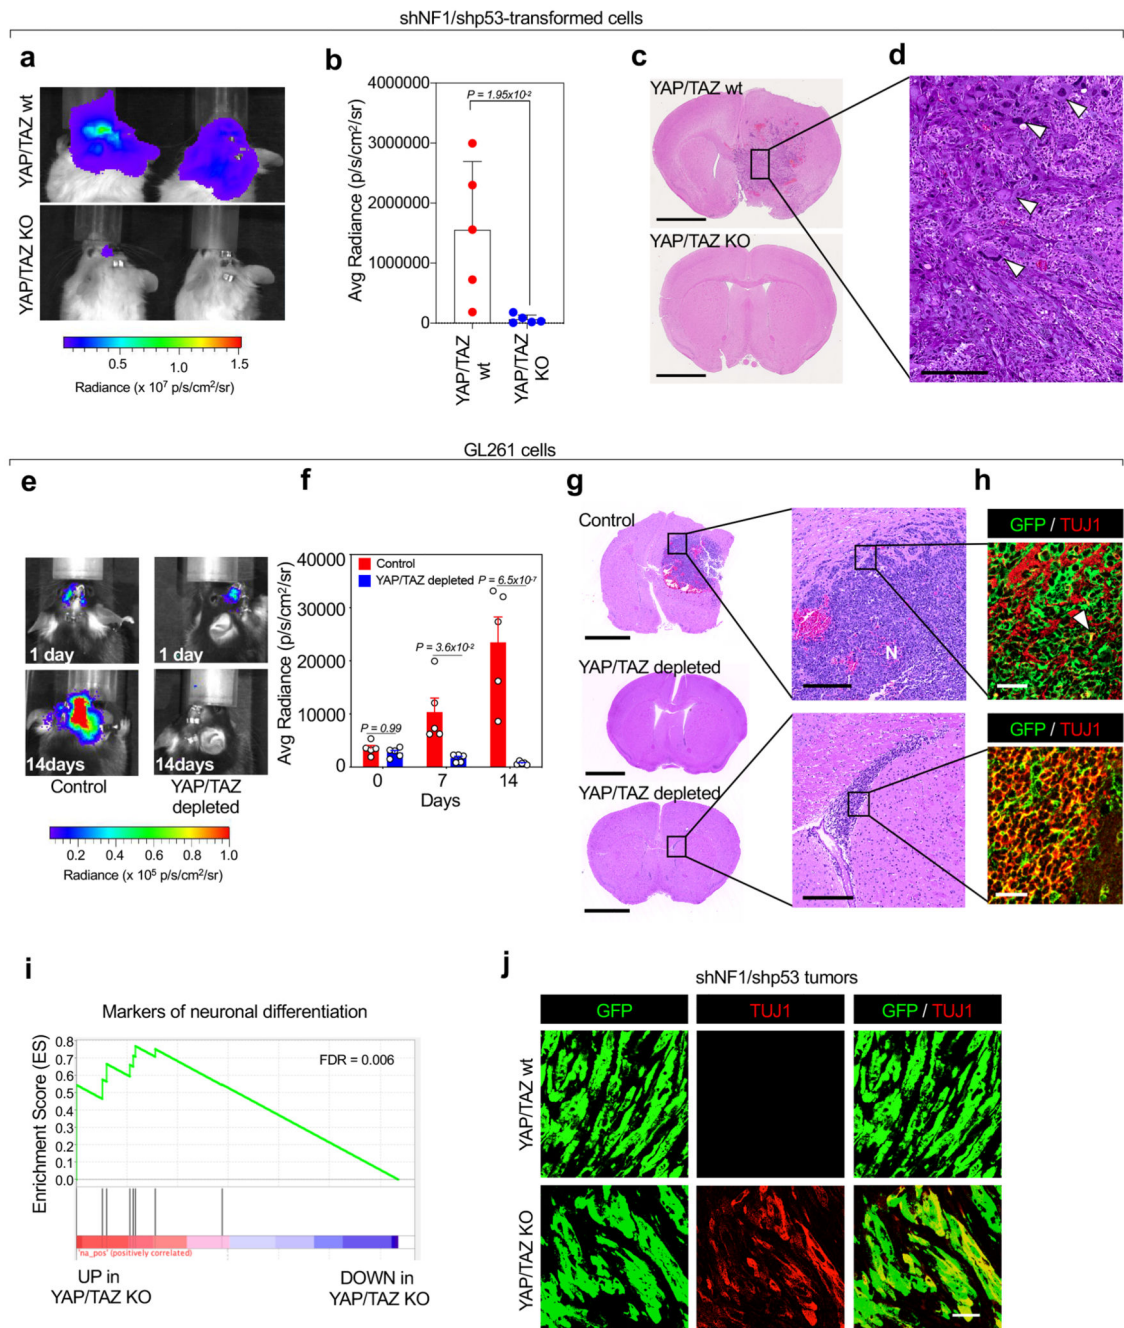 shNF1/shp53-transformed cells
a
YAP/TAZ wt
YAP/TAZ KO
0.5
1.0
1.5
Radiance (x 10⁷ p/s/cm²/sr)
b
Avg Radiance (p/s/cm²/sr)
4000000
3000000
2000000
1000000
0
P = 1.95x10⁻²
YAP/TAZ
wt
YAP/TAZ
KO
c
YAP/TAZ wt
YAP/TAZ KO
d
GL261 cells
e
1 day
1 day
14days
14days
Control
YAP/TAZ
depleted
0.2
0.4
0.6
0.8
1.0
Radiance (x 10⁵ p/s/cm²/sr)
f
Avg Radiance (p/s/cm²/sr)
40000
30000
20000
10000
0
Control
YAP/TAZ depleted
P = 0.99
P = 3.6x10⁻²
P = 6.5x10⁻⁷
0
7
14
Days
g
Control
YAP/TAZ depleted
YAP/TAZ depleted
N
h
GFP / TUJ1
GFP / TUJ1
i
Markers of neuronal differentiation
Enrichment Score (ES)
0.8
0.7
0.6
0.5
0.4
0.3
0.2
0.1
0.0
FDR = 0.006
'na_pos' (positively correlated)
UP in
YAP/TAZ KO
DOWN in
YAP/TAZ KO
j
shNF1/shp53 tumors
GFP
TUJ1
GFP / TUJ1
YAP/TAZ wt
YAP/TAZ KO